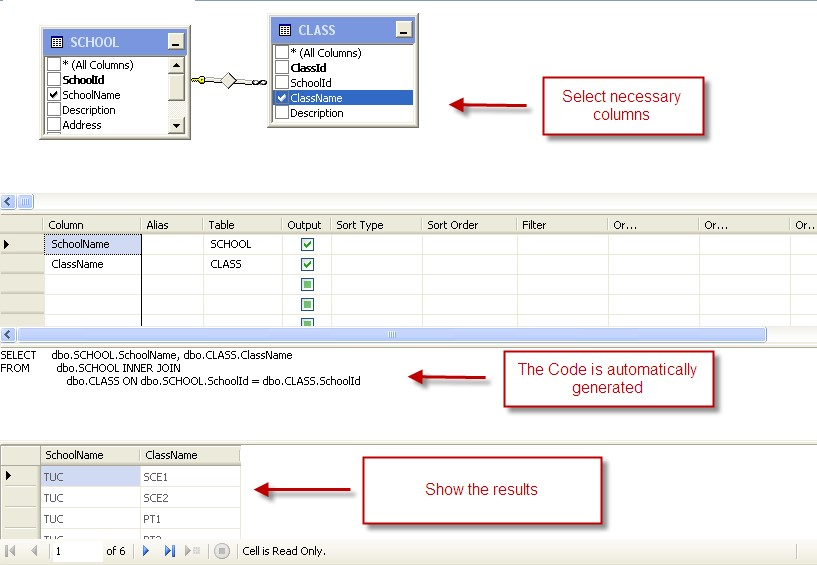 SCHOOL
* (All Columns)
SchoolId
SchoolName
Description
Address
CLASS
* (All Columns)
ClassId
SchoolId
ClassName
Description
Select necessary
columns
Column Alias Table Output Sort Type Sort Order Filter Or... Or... Or...
SchoolName SCHOOL
ClassName CLASS
SELECT dbo.SCHOOL.SchoolName, dbo.CLASS.ClassName
FROM dbo.SCHOOL INNER JOIN
dbo.CLASS ON dbo.SCHOOL.SchoolId = dbo.CLASS.SchoolId
The Code is automatically
generated
SchoolName ClassName
TUC SCE1
TUC SCE2
TUC PT1
Show the results
1 of 6 Cell is Read Only.